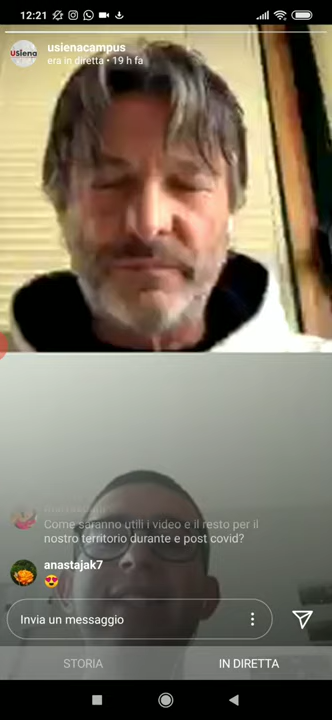 12:21
usienacampus
era in diretta • 19 h fa
USiena
Come saranno utili i video e il resto per il
nostro territorio durante e post covid?
anastajak7
😍
Invia un messaggio
STORIA
IN DIRETTA